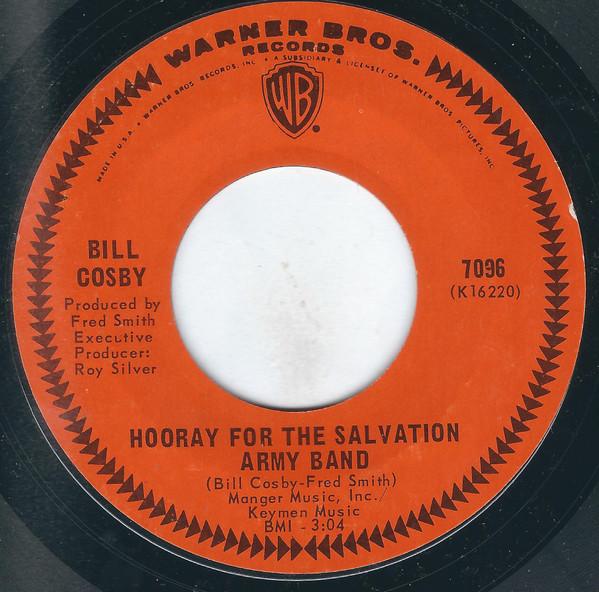 WARNER BROS.
RECORDS
MADE IN U.S.A. • WARNER BROS RECORDS, INC. • A SUBSIDIARY & LICENSEE OF WARNER BROS PICTURES, INC
WB
BILL
COSBY
Produced by
Fred Smith
Executive
Producer:
Roy Silver
7096
(K16220)
HOORAY FOR THE SALVATION
ARMY BAND
(Bill Cosby-Fred Smith)
Manger Music, Inc./
Keymen Music
BMI - 3:04